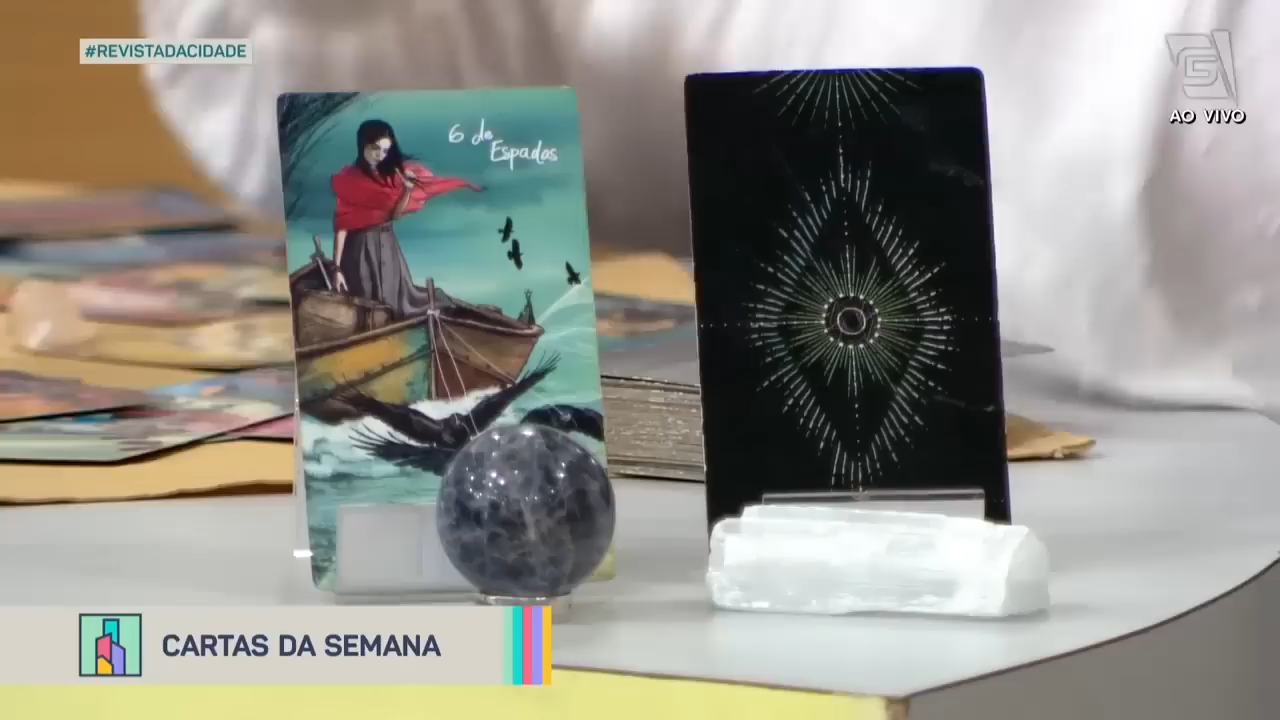 #REVISTADACIDADE
AO VIVO
6 de
Espadas
CARTAS DA SEMANA